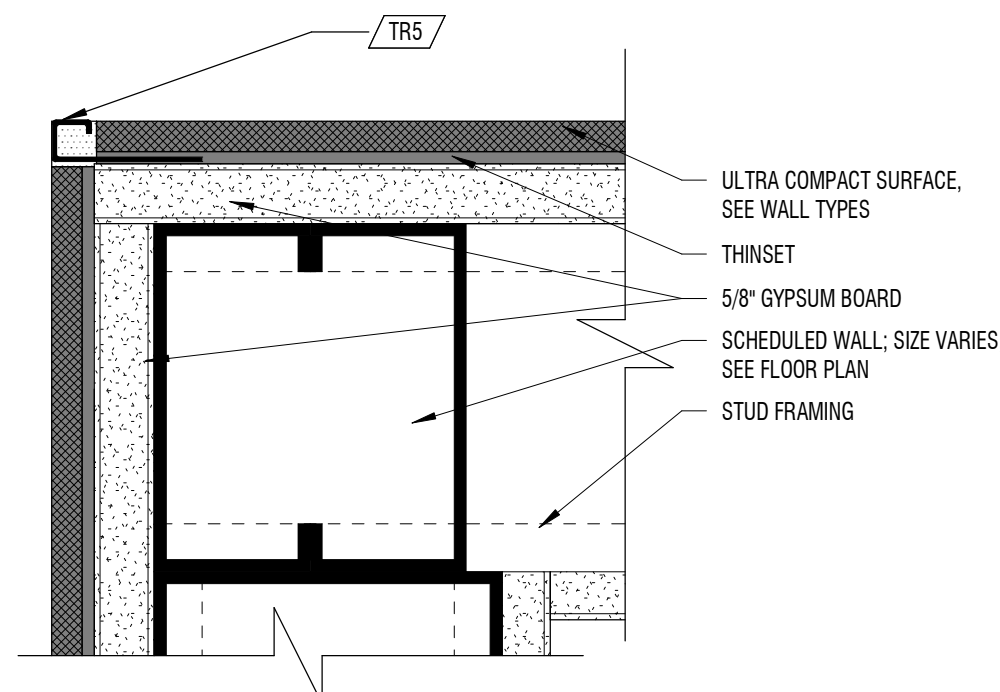 TR5
ULTRA COMPACT SURFACE,
SEE WALL TYPES
THINSET
5/8" GYPSUM BOARD
SCHEDULED WALL; SIZE VARIES
SEE FLOOR PLAN
STUD FRAMING